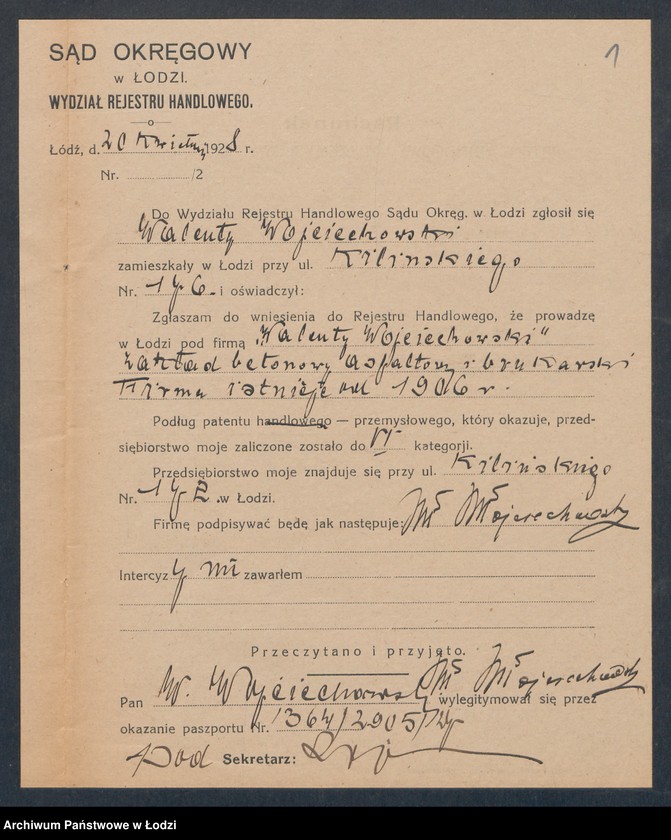 1
SĄD OKRĘGOWY
w ŁODZI.
WYDZIAŁ REJESTRU HANDLOWEGO.
Łódź, d. 20 Kwietnia 1928 r.
Nr. /2
Do Wydziału Rejestru Handlowego Sądu Okręg. w Łodzi zgłosił się
Walenty Wojciechowski
zamieszkały w Łodzi przy ul. Kilinskiego
Nr. 176. i oświadczył:
Zgłaszam do wniesienia do Rejestru Handlowego, że prowadzę
w Łodzi pod firmą „Walenty Wojciechowski"
zakład betonowy asfaltowy i brukarski
Firma istnieje od 1906 r.
Podług patentu handlowego — przemysłowego, który okazuje, przed-
siębiorstwo moje zaliczone zostało do VI kategorji.
Przedsiębiorstwo moje znajduje się przy ul. Kilińskiego
Nr. 172 w Łodzi.
Firmę podpisywać będę jak następuje: W Wojciechowski
Intercyzy nie zawarłem
Przeczytano i przyjęto.
W Wojciechowski
Pan W. Wojciechowski wylegitymował się przez
okazanie paszportu Nr. 1364/2905/
Pod Sekretarz:
Archiwum Państwowe w Łodzi